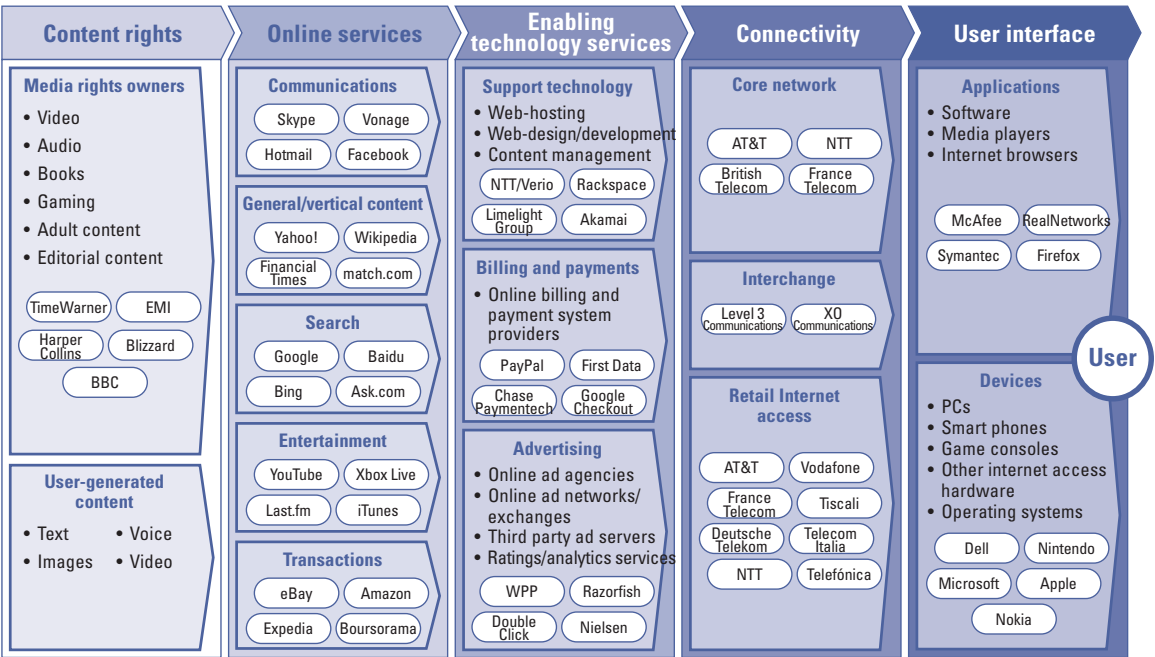 Content rights
Media rights owners
• Video
• Audio
• Books
• Gaming
• Adult content
• Editorial content
TimeWarner
EMI
Harper
Collins
Blizzard
BBC
User-generated
content
• Text
• Voice
• Images
• Video
Online services
Communications
Skype
Vonage
Hotmail
Facebook
General/vertical content
Yahoo!
Wikipedia
Financial
Times
match.com
Search
Google
Baidu
Bing
Ask.com
Entertainment
YouTube
Xbox Live
Last.fm
iTunes
Transactions
eBay
Amazon
Expedia
Boursorama
Enabling
technology services
Support technology
• Web-hosting
• Web-design/development
• Content management
NTT/Verio
Rackspace
Limelight
Group
Akamai
Billing and payments
• Online billing and
payment system
providers
PayPal
First Data
Chase
Paymentech
Google
Checkout
Advertising
• Online ad agencies
• Online ad networks/
exchanges
• Third party ad servers
• Ratings/analytics services
WPP
Razorfish
Double
Click
Nielsen
Connectivity
Core network
AT&T
NTT
British
Telecom
France
Telecom
Interchange
Level 3
Communications
XO
Communications
Retail Internet
access
AT&T
Vodafone
France
Telecom
Tiscali
Deutsche
Telekom
Telecom
Italia
NTT
Telefónica
User interface
Applications
• Software
• Media players
• Internet browsers
McAfee
RealNetworks
Symantec
Firefox
User
Devices
• PCs
• Smart phones
• Game consoles
• Other internet access
hardware
• Operating systems
Dell
Nintendo
Microsoft
Apple
Nokia